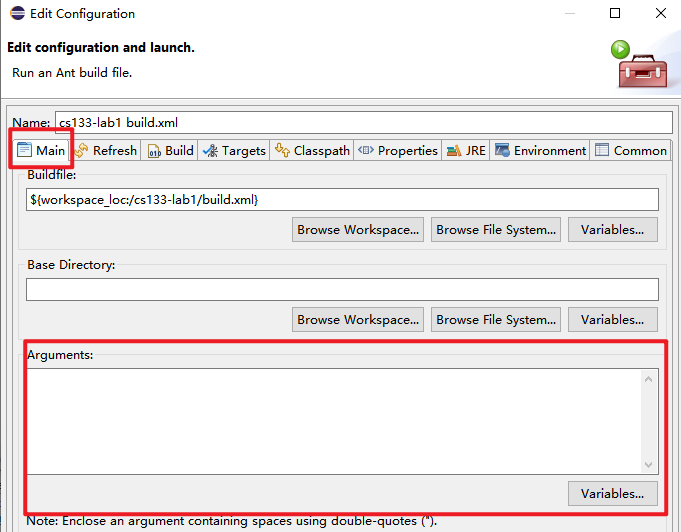 Edit Configuration
Edit configuration and launch.
Run an Ant build file.
Name: cs133-lab1 build.xml
Main Refresh Build Targets Classpath Properties JRE Environment Common
Buildfile:
${workspace_loc:/cs133-lab1/build.xml}
Browse Workspace... Browse File System... Variables...
Base Directory:
Browse Workspace... Browse File System... Variables...
Arguments:
Variables...
Note: Enclose an argument containing spaces using double-quotes (").